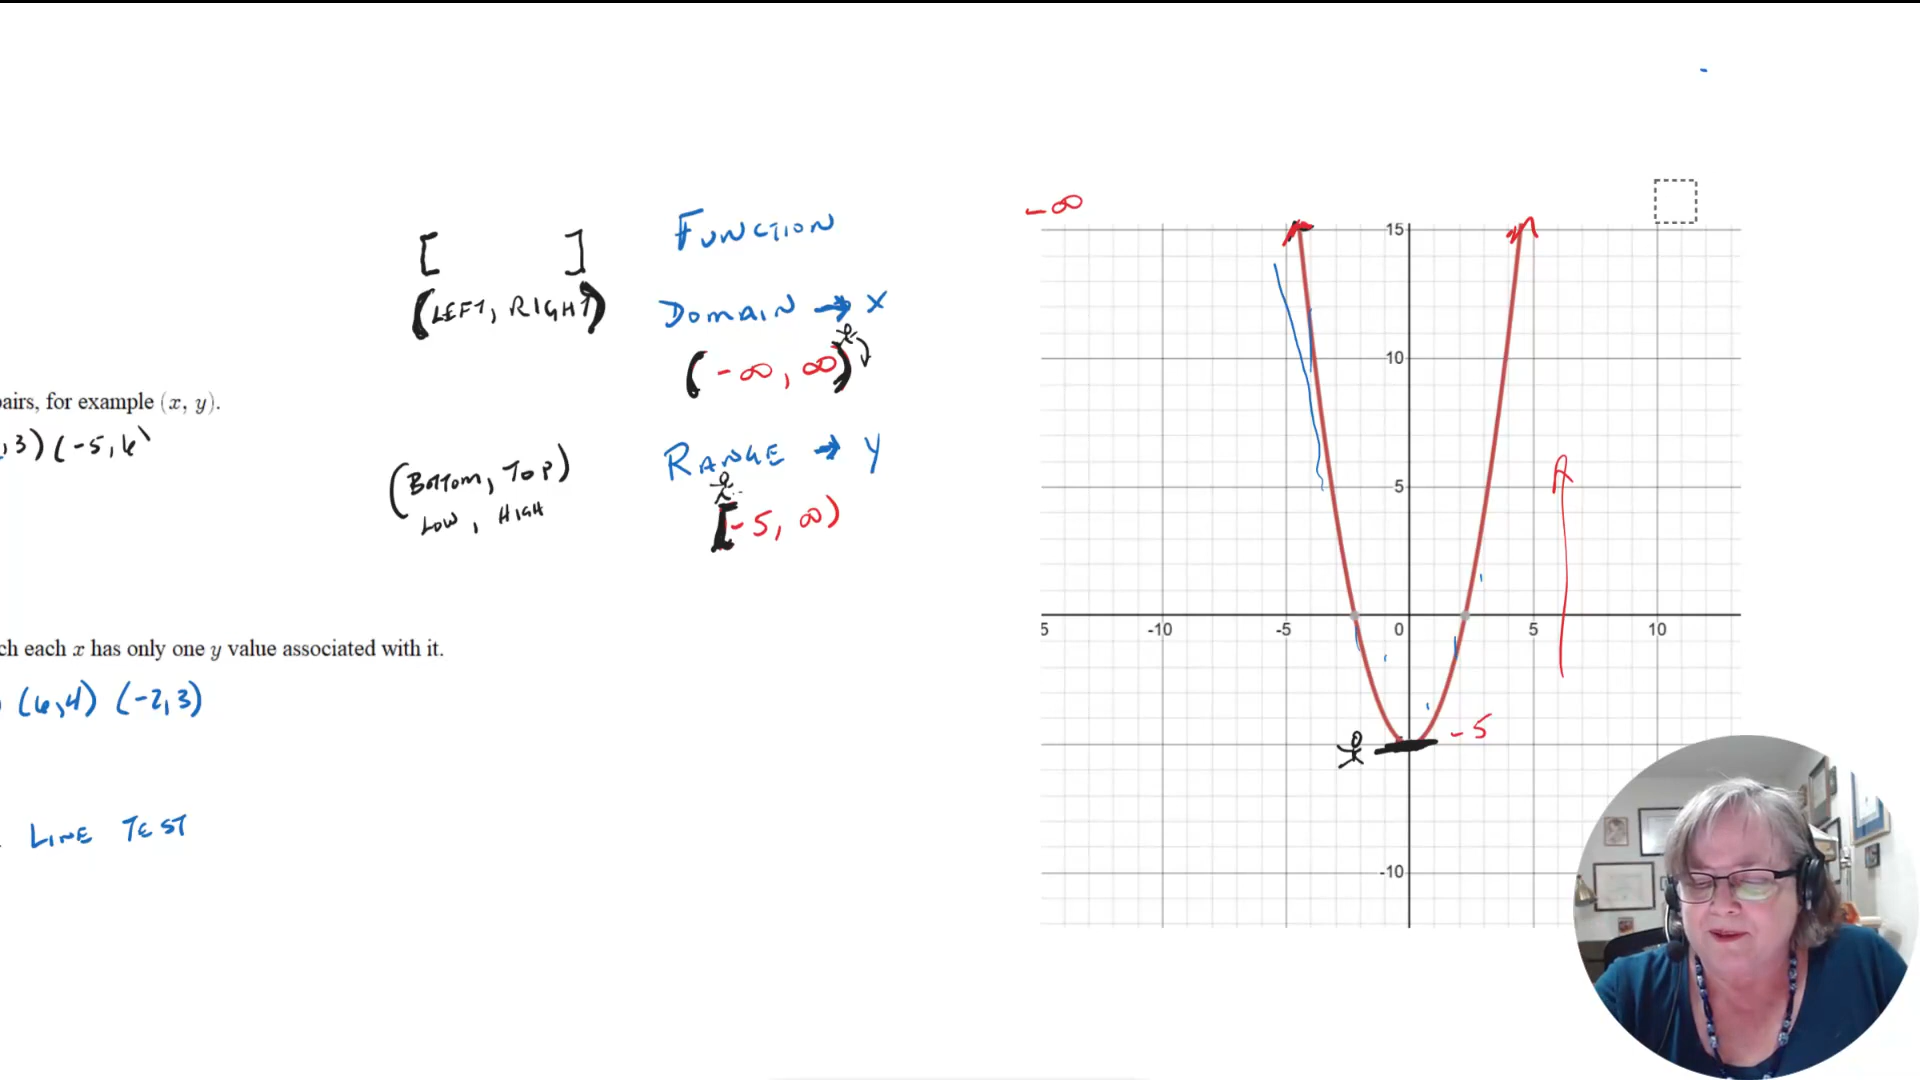 [ ]
FUNCTION
(LEFT, RIGHT)
DOMAIN → x
(-∞, ∞)
airs, for example (x, y).
,3) (-5,6)
RANGE → y
(BOTTOM, TOP)
LOW, HIGH
[-5, ∞)
ch each x has only one y value associated with it.
(6,4) (-2,3)
LINE TEST
-∞
15
10
5
5 -10 -5 0 5 10
-5
-10